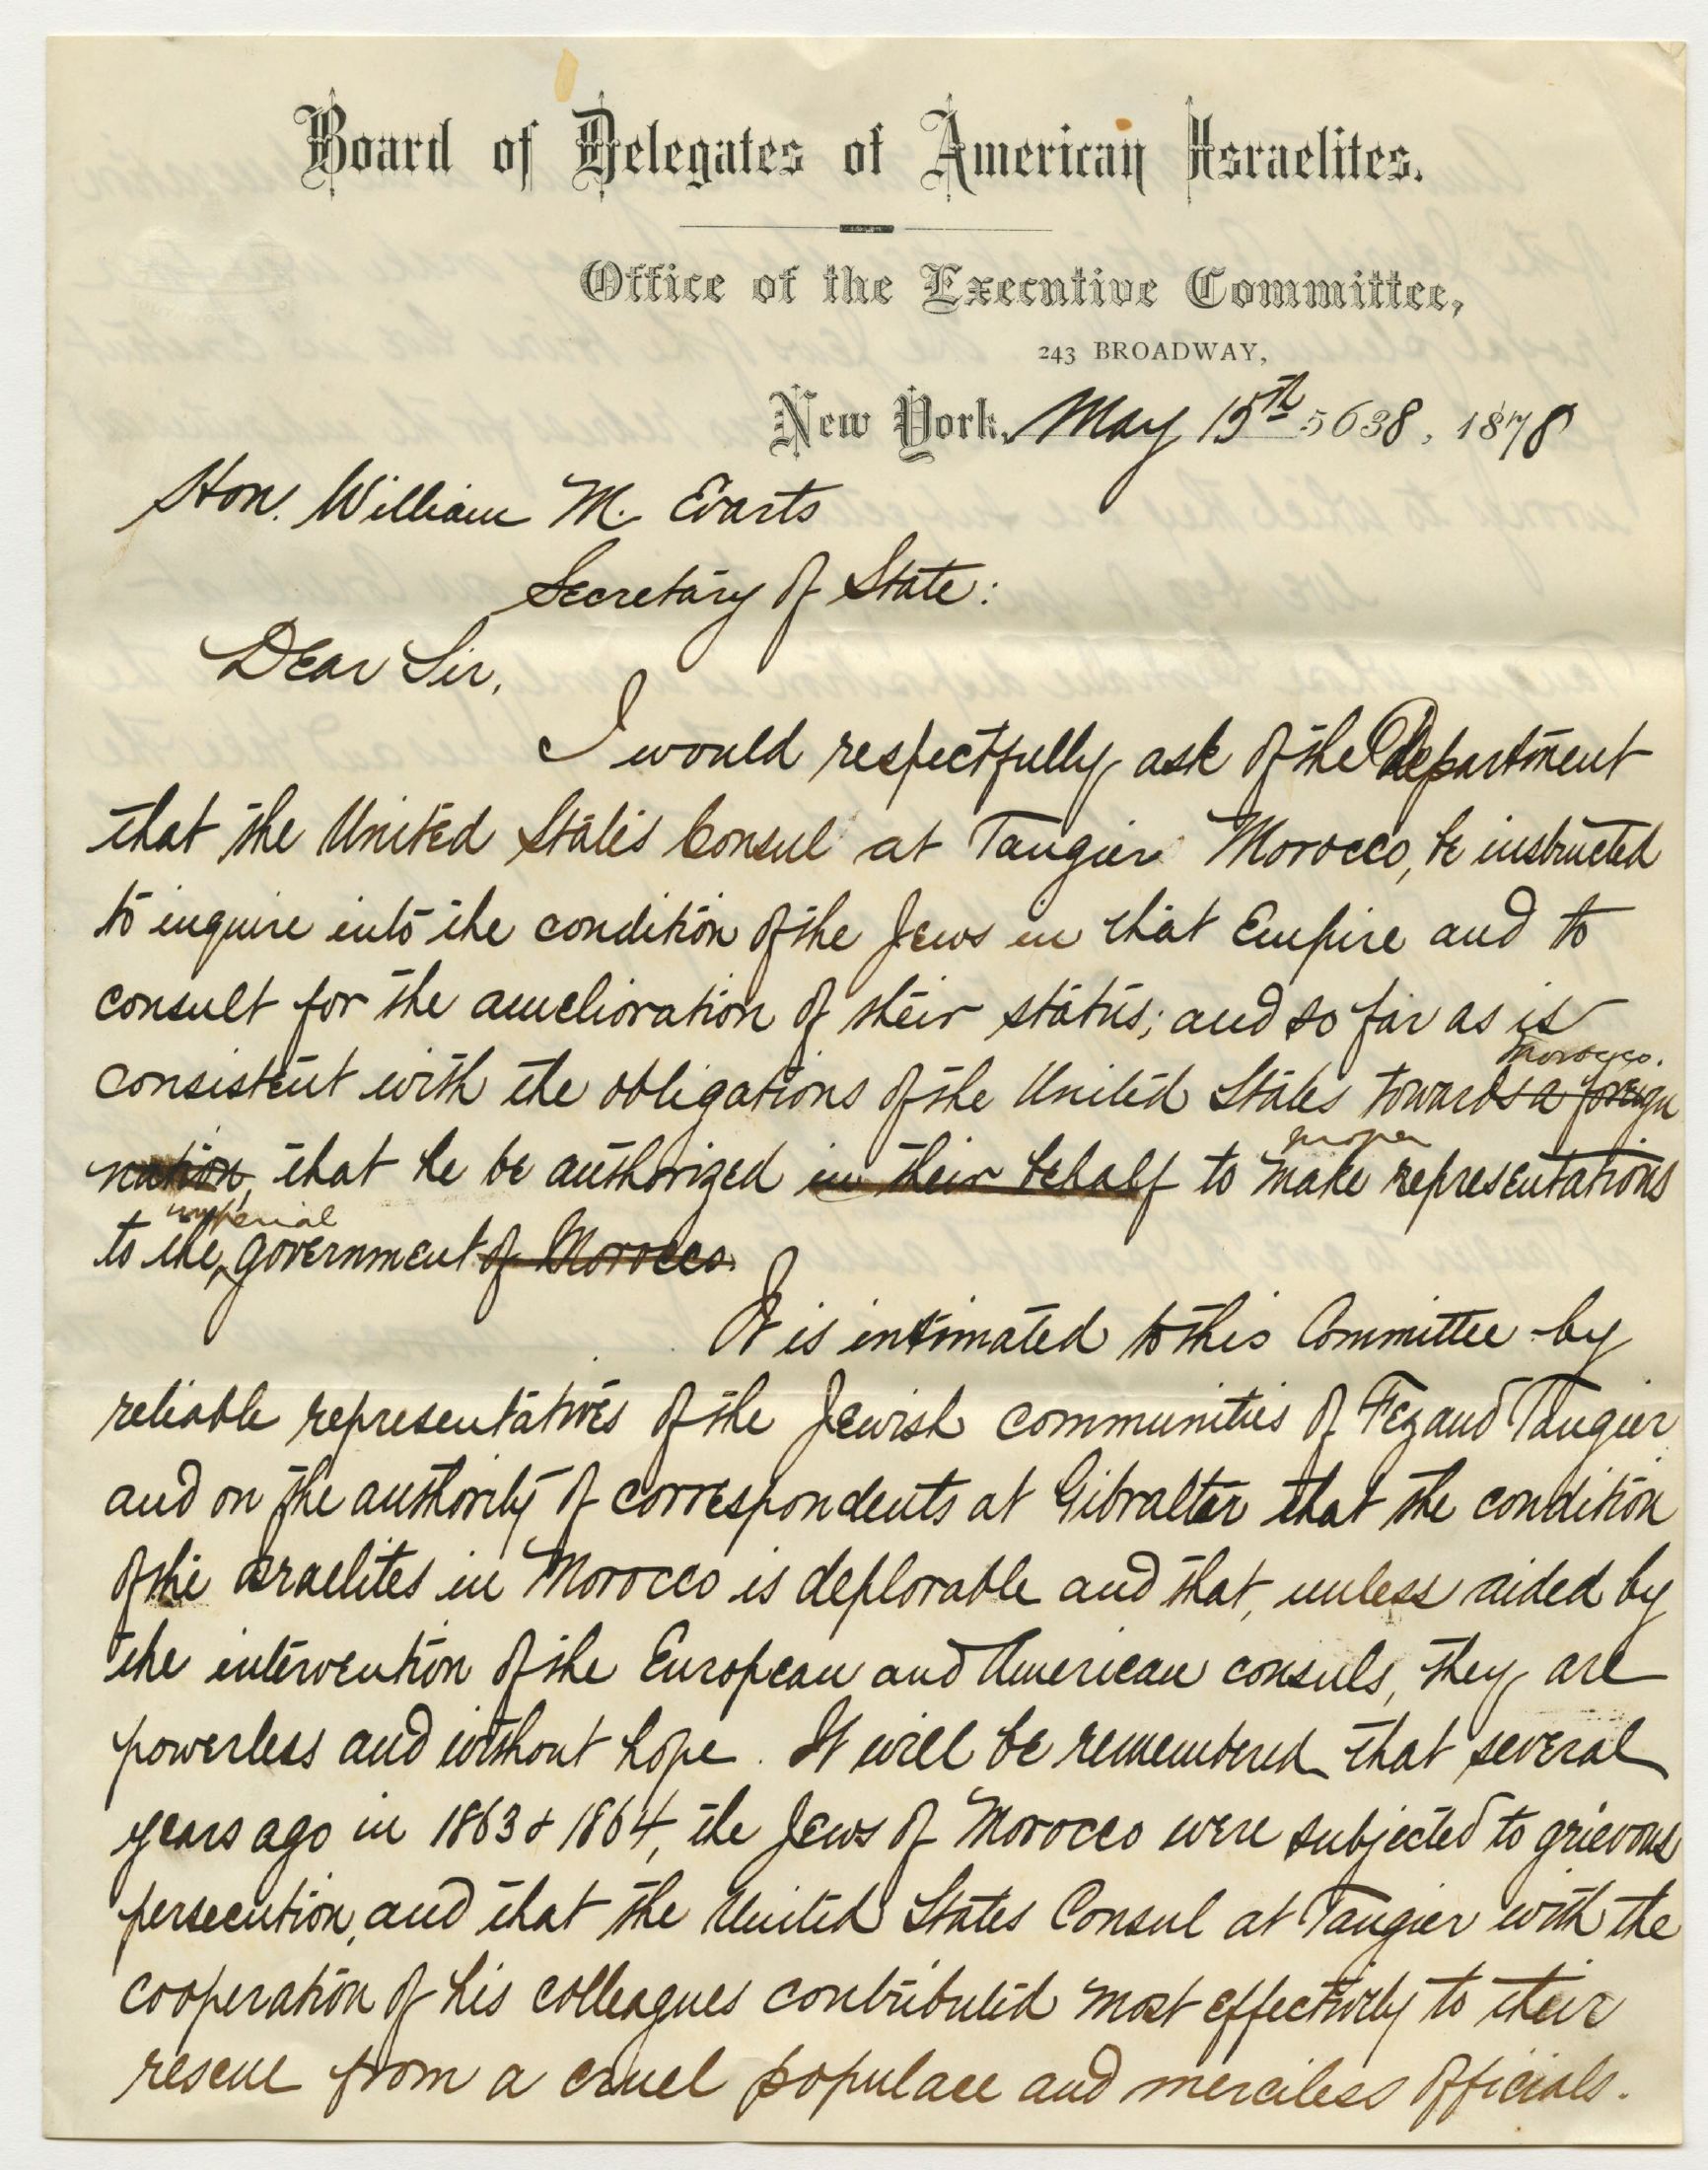 Board of Delegates of American Israelites.
Office of the Executive Committee,
243 BROADWAY,
New York, May 15th 5638, 1878
Hon. William M. Evarts
Secretary of State:
Dear Sir,
I would respectfully ask of the Department
that the United States Consul at Tangier Morocco, be instructed
to inquire into the condition of the Jews in that Empire and to
consult for the amelioration of their status; and so far as is
Morocco.
consistent with the obligations of the United States towards a foreign
proper
nation, that he be authorized in their behalf to make representations
imperial
to the government of Morocco.
It is intimated to this Committee by
reliable representatives of the Jewish communities of Fez and Tangier
and on the authority of correspondents at Gibraltar that the condition
of the Israelites in Morocco is deplorable and that, unless aided by
the intervention of the European and American consuls, they are
powerless and without hope. It will be remembered that several
years ago in 1863 & 1864, the Jews of Morocco were subjected to grievous
persecution, and that the United States Consul at Tangier with the
cooperation of his colleagues contributed most effectively to their
rescue from a cruel populace and merciless officials.